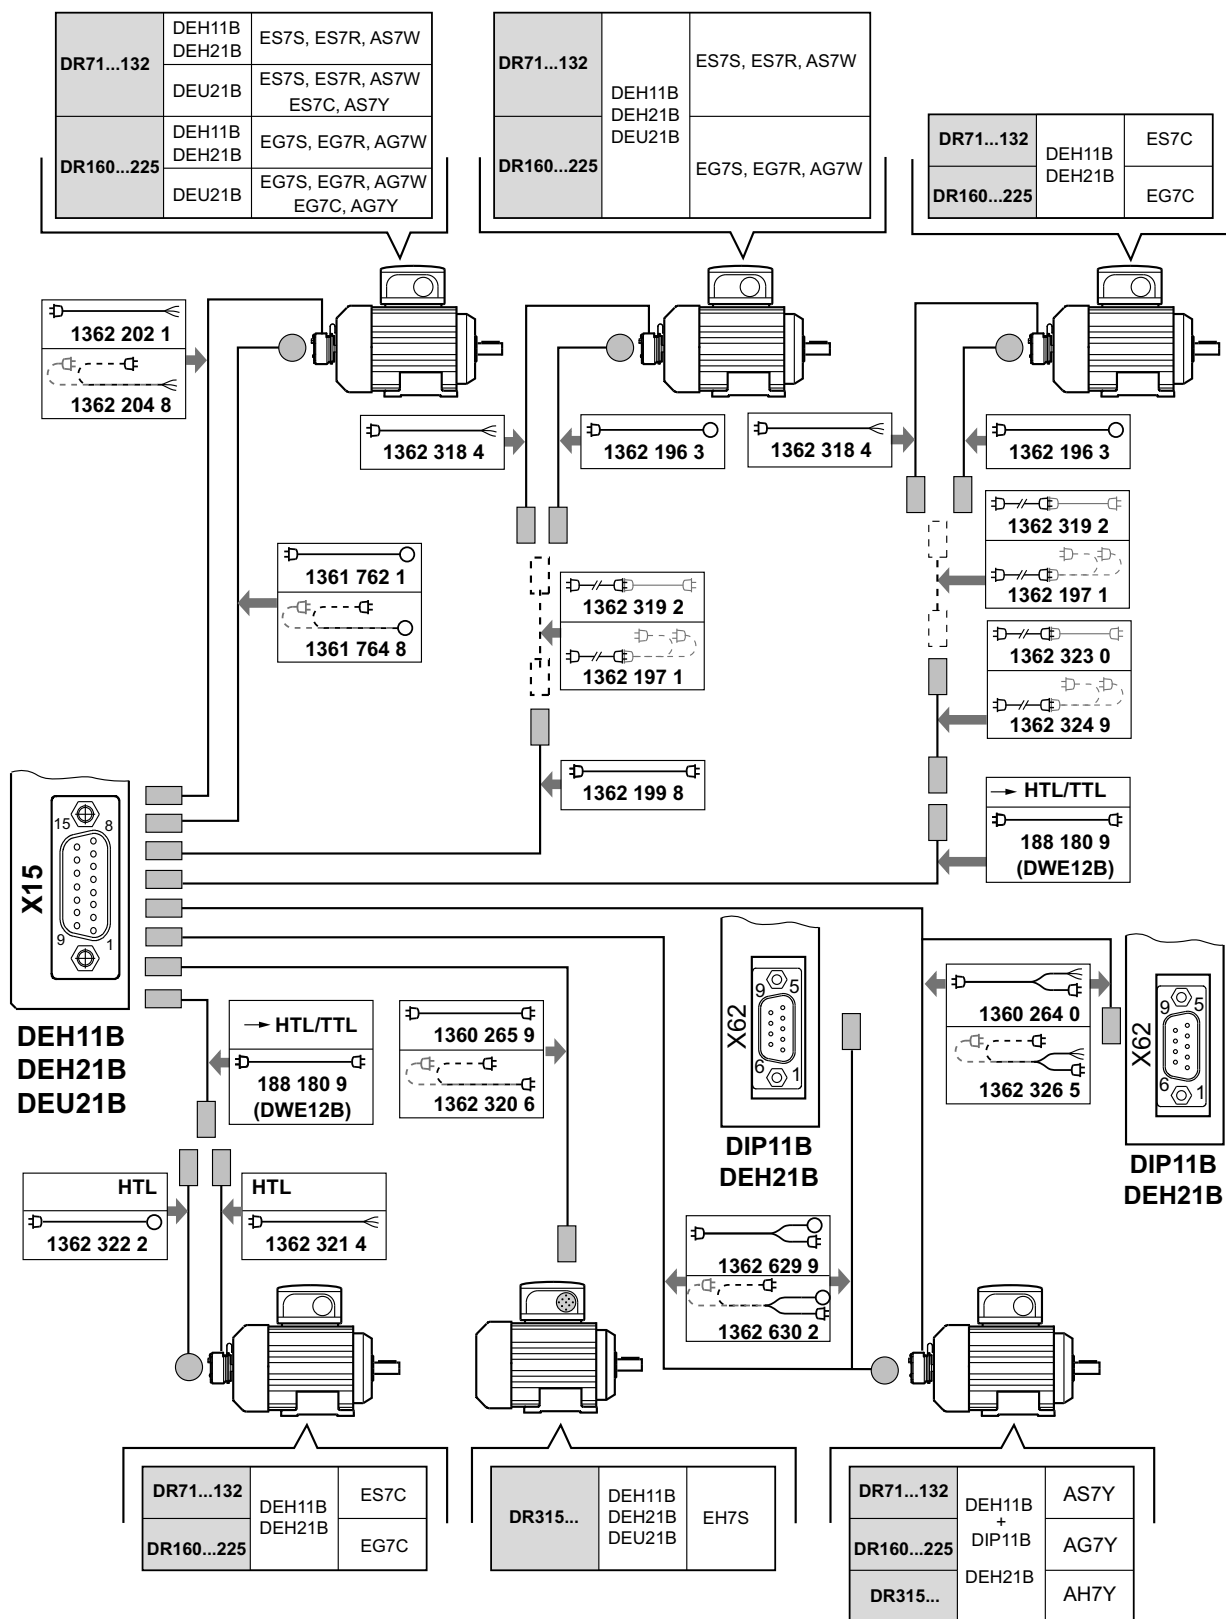 DR71...132
DEH11B
DEH21B
ES7S, ES7R, AS7W
DEU21B
ES7S, ES7R, AS7W
ES7C, AS7Y
DR160...225
DEH11B
DEH21B
EG7S, EG7R, AG7W
DEU21B
EG7S, EG7R, AG7W
EG7C, AG7Y
DR71...132
DR160...225
DEH11B
DEH21B
DEU21B
ES7S, ES7R, AS7W
EG7S, EG7R, AG7W
DR71...132
DR160...225
DEH11B
DEH21B
ES7C
EG7C
1362 202 1
1362 204 8
1362 318 4
1362 196 3
1362 318 4
1362 196 3
1361 762 1
1361 764 8
1362 319 2
1362 197 1
1362 319 2
1362 197 1
1362 323 0
1362 324 9
1362 199 8
HTL/TTL
188 180 9
(DWE12B)
X15
15
8
9
1
DEH11B
DEH21B
DEU21B
HTL/TTL
188 180 9
(DWE12B)
1360 265 9
1362 320 6
X62
9
5
6
1
DIP11B
DEH21B
1360 264 0
1362 326 5
X62
9
5
6
1
DIP11B
DEH21B
HTL
1362 322 2
HTL
1362 321 4
1362 629 9
1362 630 2
DR71...132
DR160...225
DEH11B
DEH21B
ES7C
EG7C
DR315...
DEH11B
DEH21B
DEU21B
EH7S
DR71...132
DR160...225
DR315...
DEH11B
+
DIP11B
DEH21B
AS7Y
AG7Y
AH7Y